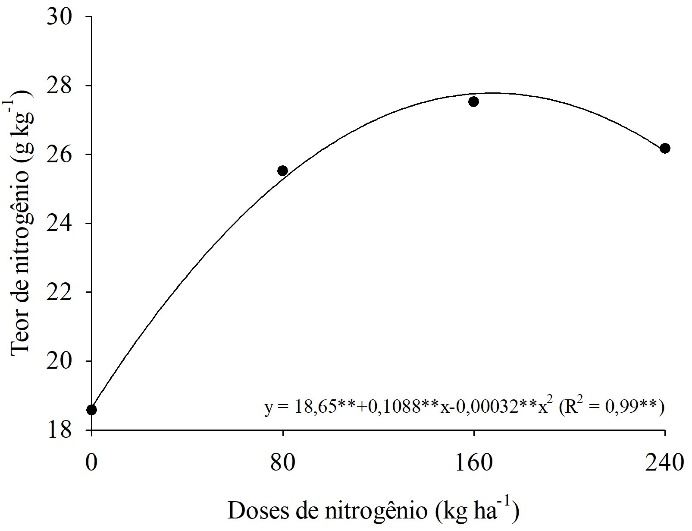 30
28
26
24
22
20
18
Teor de nitrogênio (g kg⁻¹)
y = 18,65**+0,1088**x-0,00032**x² (R² = 0,99**)
0 80 160 240
Doses de nitrogênio (kg ha⁻¹)